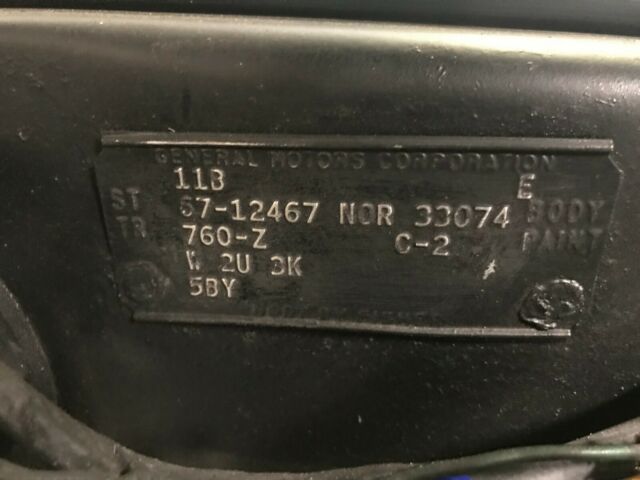 GENERAL MOTORS CORPORATION
11B E
ST 67-12467 NOR 33074 BODY
TR 760-Z C-2 PAINT
W 2U 3K
5BY